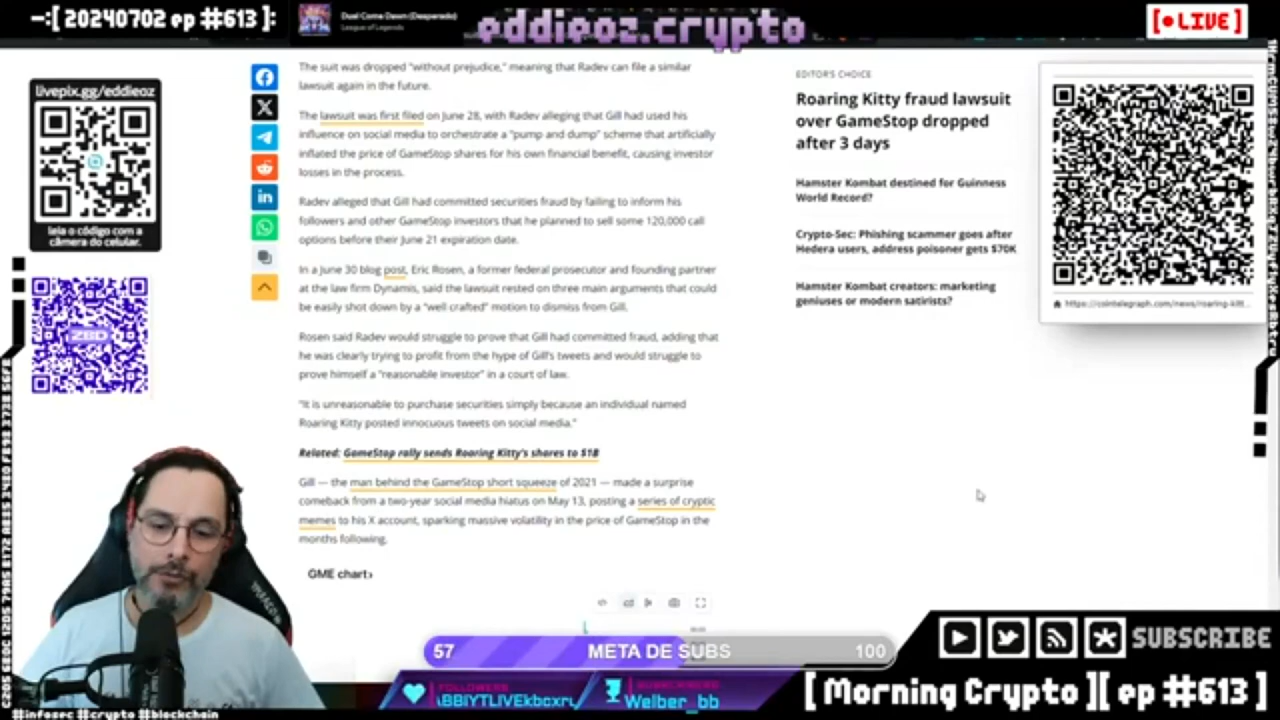 -:[ 20240702 ep #613 ]:
Duel Coma Dawn (Desperado)
League of Legends
eddieoz.crypto
[●LIVE]
livepix.gg/eddieoz
leia o código com a
câmera do celular.
ZBD
The suit was dropped “without prejudice,” meaning that Radev can file a similar
lawsuit again in the future.
The lawsuit was first filed on June 28, with Radev alleging that Gill had used his
influence on social media to orchestrate a “pump and dump” scheme that artificially
inflated the price of GameStop shares for his own financial benefit, causing investor
losses in the process.
Radev alleged that Gill had committed securities fraud by failing to inform his
followers and other GameStop investors that he planned to sell some 120,000 call
options before their June 21 expiration date.
In a June 30 blog post, Eric Rosen, a former federal prosecutor and founding partner
at the law firm Dynamis, said the lawsuit rested on three main arguments that could
be easily shot down by a “well crafted” motion to dismiss from Gill.
Rosen said Radev would struggle to prove that Gill had committed fraud, adding that
he was clearly trying to profit from the hype of Gill’s tweets and would struggle to
prove himself a “reasonable investor” in a court of law.
“It is unreasonable to purchase securities simply because an individual named
Roaring Kitty posted innocuous tweets on social media.”
Related: GameStop rally sends Roaring Kitty’s shares to $1B
Gill — the man behind the GameStop short squeeze of 2021 — made a surprise
comeback from a two-year social media hiatus on May 13, posting a series of cryptic
memes to his X account, sparking massive volatility in the price of GameStop in the
months following.
GME chart›
EDITOR'S CHOICE
Roaring Kitty fraud lawsuit
over GameStop dropped
after 3 days
Hamster Kombat destined for Guinness
World Record?
Crypto-Sec: Phishing scammer goes after
Hedera users, address poisoner gets $70K
Hamster Kombat creators: marketing
geniuses or modern satirists?
https://cointelegraph.com/news/roaring-kitt...
57 META DE SUBS 100
FOLLOWERS
SUBSCRIBERS
Welber_bb
SUBSCRIBE
[ Morning Crypto ][ ep #613 ]
#infosec #crypto #blockchain